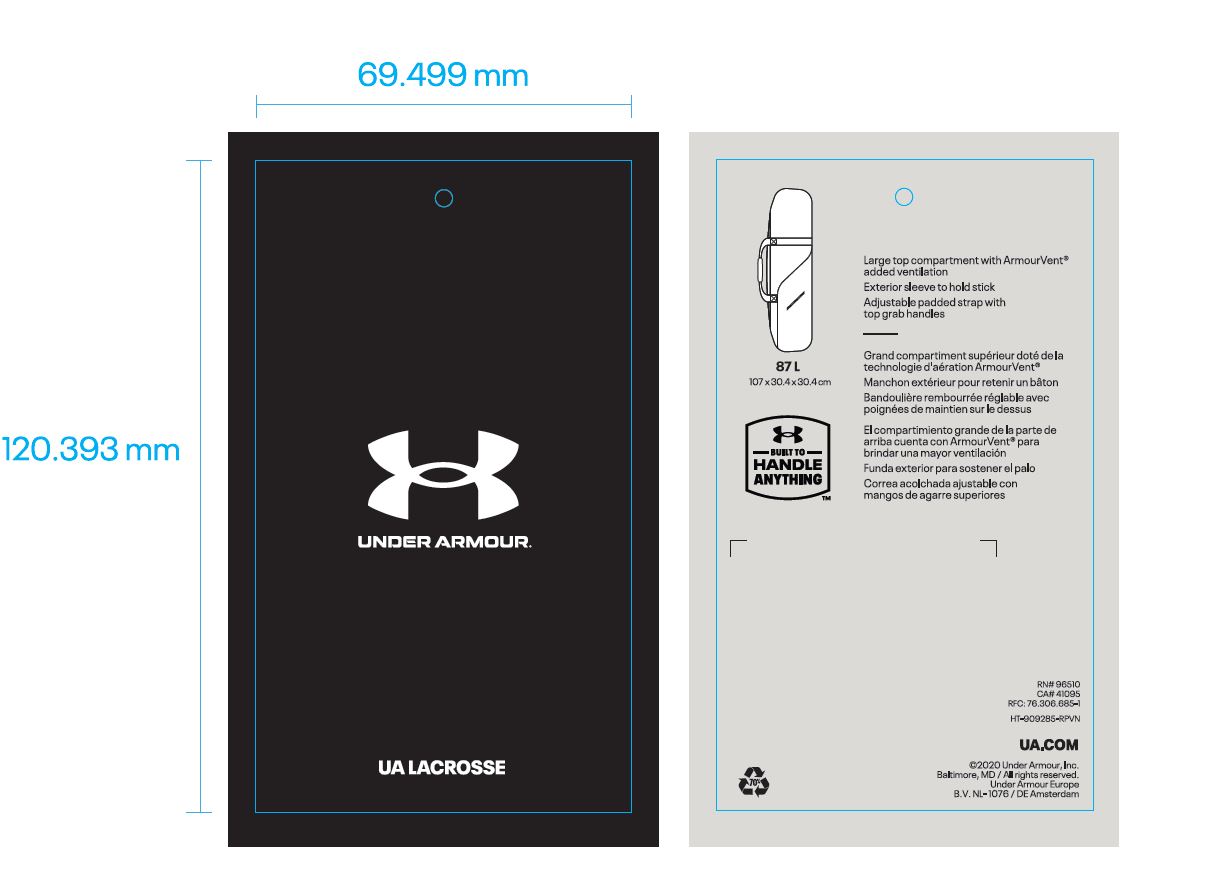 69.499 mm
120.393 mm
UNDER ARMOUR.
UA LACROSSE
87 L
107 x 30.4 x 30.4 cm
BUILT TO
HANDLE
ANYTHING
TM
Large top compartment with ArmourVent®
added ventilation
Exterior sleeve to hold stick
Adjustable padded strap with
top grab handles
Grand compartiment supérieur doté de la
technologie d'aération ArmourVent®
Manchon extérieur pour retenir un bâton
Bandoulière rembourrée réglable avec
poignées de maintien sur le dessus
El compartimiento grande de la parte de
arriba cuenta con ArmourVent® para
brindar una mayor ventilación
Funda exterior para sostener el palo
Correa acolchada ajustable con
mangos de agarre superiores
RN# 96510
CA# 41095
RFC: 76.306.685-1
HT-909285-RPVN
UA.COM
©2020 Under Armour, Inc.
Baltimore, MD / All rights reserved.
Under Armour Europe
B.V. NL-1076 / DE Amsterdam
70%